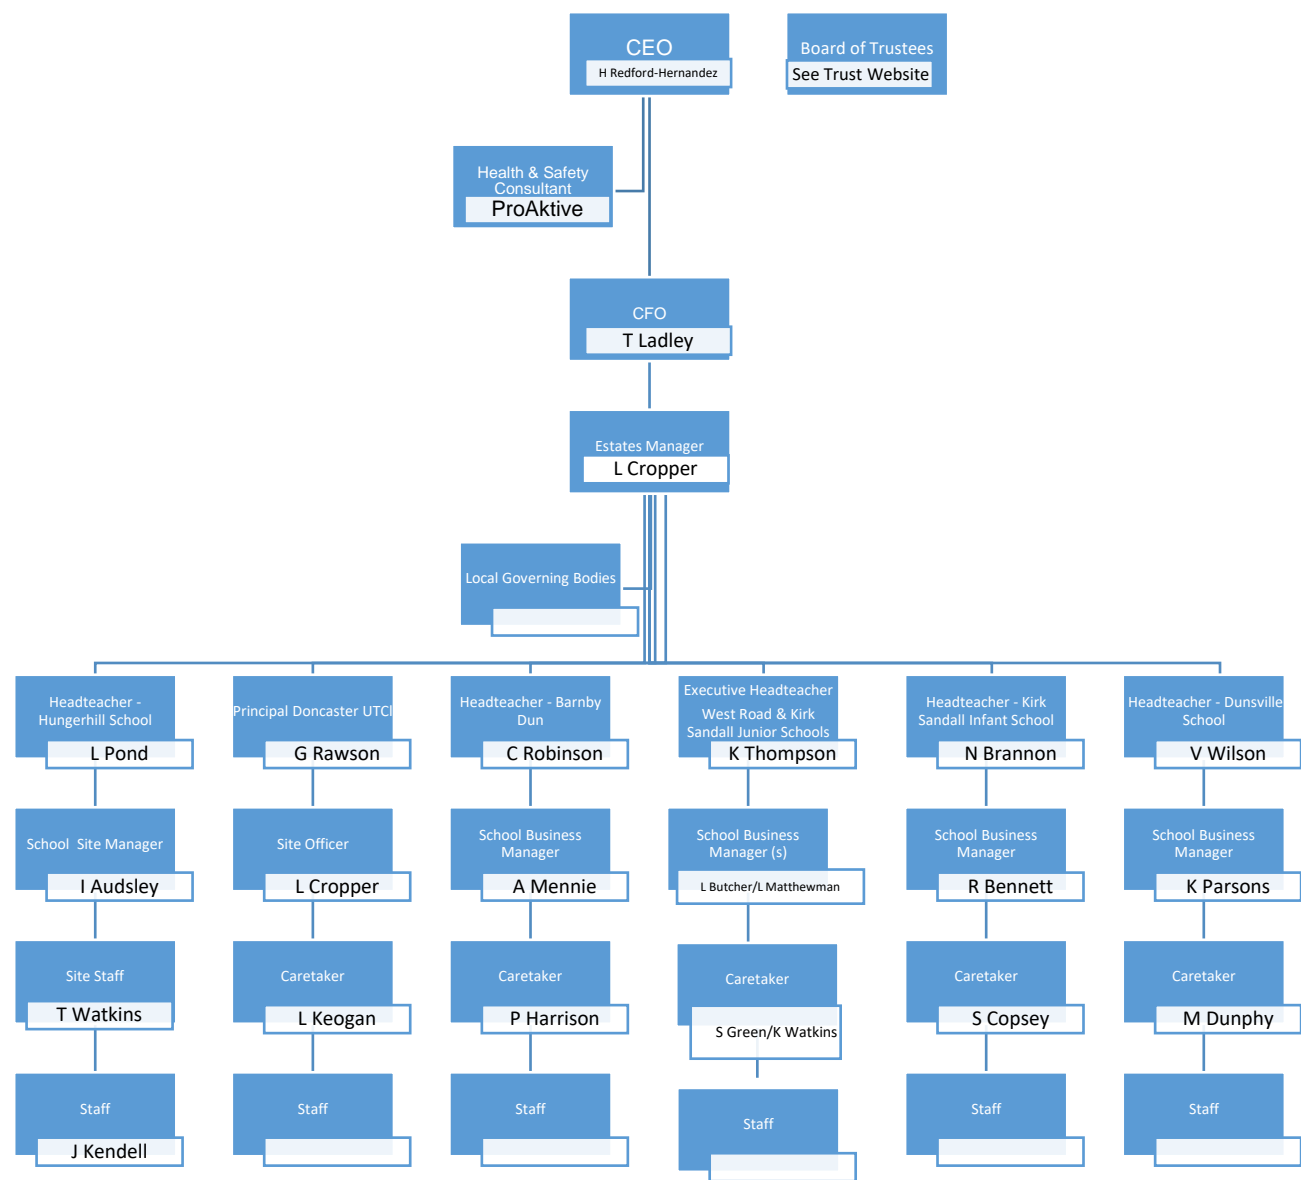 CEO
H Redford-Hernandez
Board of Trustees
See Trust Website
Health & Safety
Consultant
ProAktive
CFO
T Ladley
Estates Manager
L Cropper
Local Governing Bodies
Headteacher -
Hungerhill School
L Pond
Principal Doncaster UTCl
G Rawson
Headteacher - Barnby
Dun
C Robinson
Executive Headteacher
West Road & Kirk
Sandall Junior Schools
K Thompson
Headteacher - Kirk
Sandall Infant School
N Brannon
Headteacher - Dunsville
School
V Wilson
School Site Manager
I Audsley
Site Officer
L Cropper
School Business
Manager
A Mennie
School Business
Manager (s)
L Butcher/L Matthewman
School Business
Manager
R Bennett
School Business
Manager
K Parsons
Site Staff
T Watkins
Caretaker
L Keogan
Caretaker
P Harrison
Caretaker
S Green/K Watkins
Caretaker
S Copsey
Caretaker
M Dunphy
Staff
J Kendell
Staff
Staff
Staff
Staff
Staff